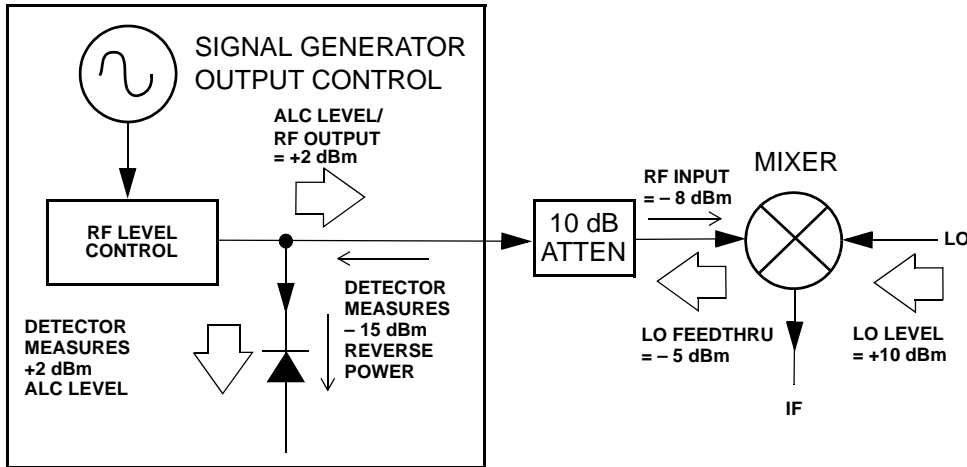 SIGNAL GENERATOR
OUTPUT CONTROL
ALC LEVEL/
RF OUTPUT
= +2 dBm
RF LEVEL
CONTROL
DETECTOR
MEASURES
+2 dBm
ALC LEVEL
DETECTOR
MEASURES
– 15 dBm
REVERSE
POWER
10 dB
ATTEN
RF INPUT
= – 8 dBm
MIXER
LO
LO FEEDTHRU
= – 5 dBm
LO LEVEL
= +10 dBm
IF